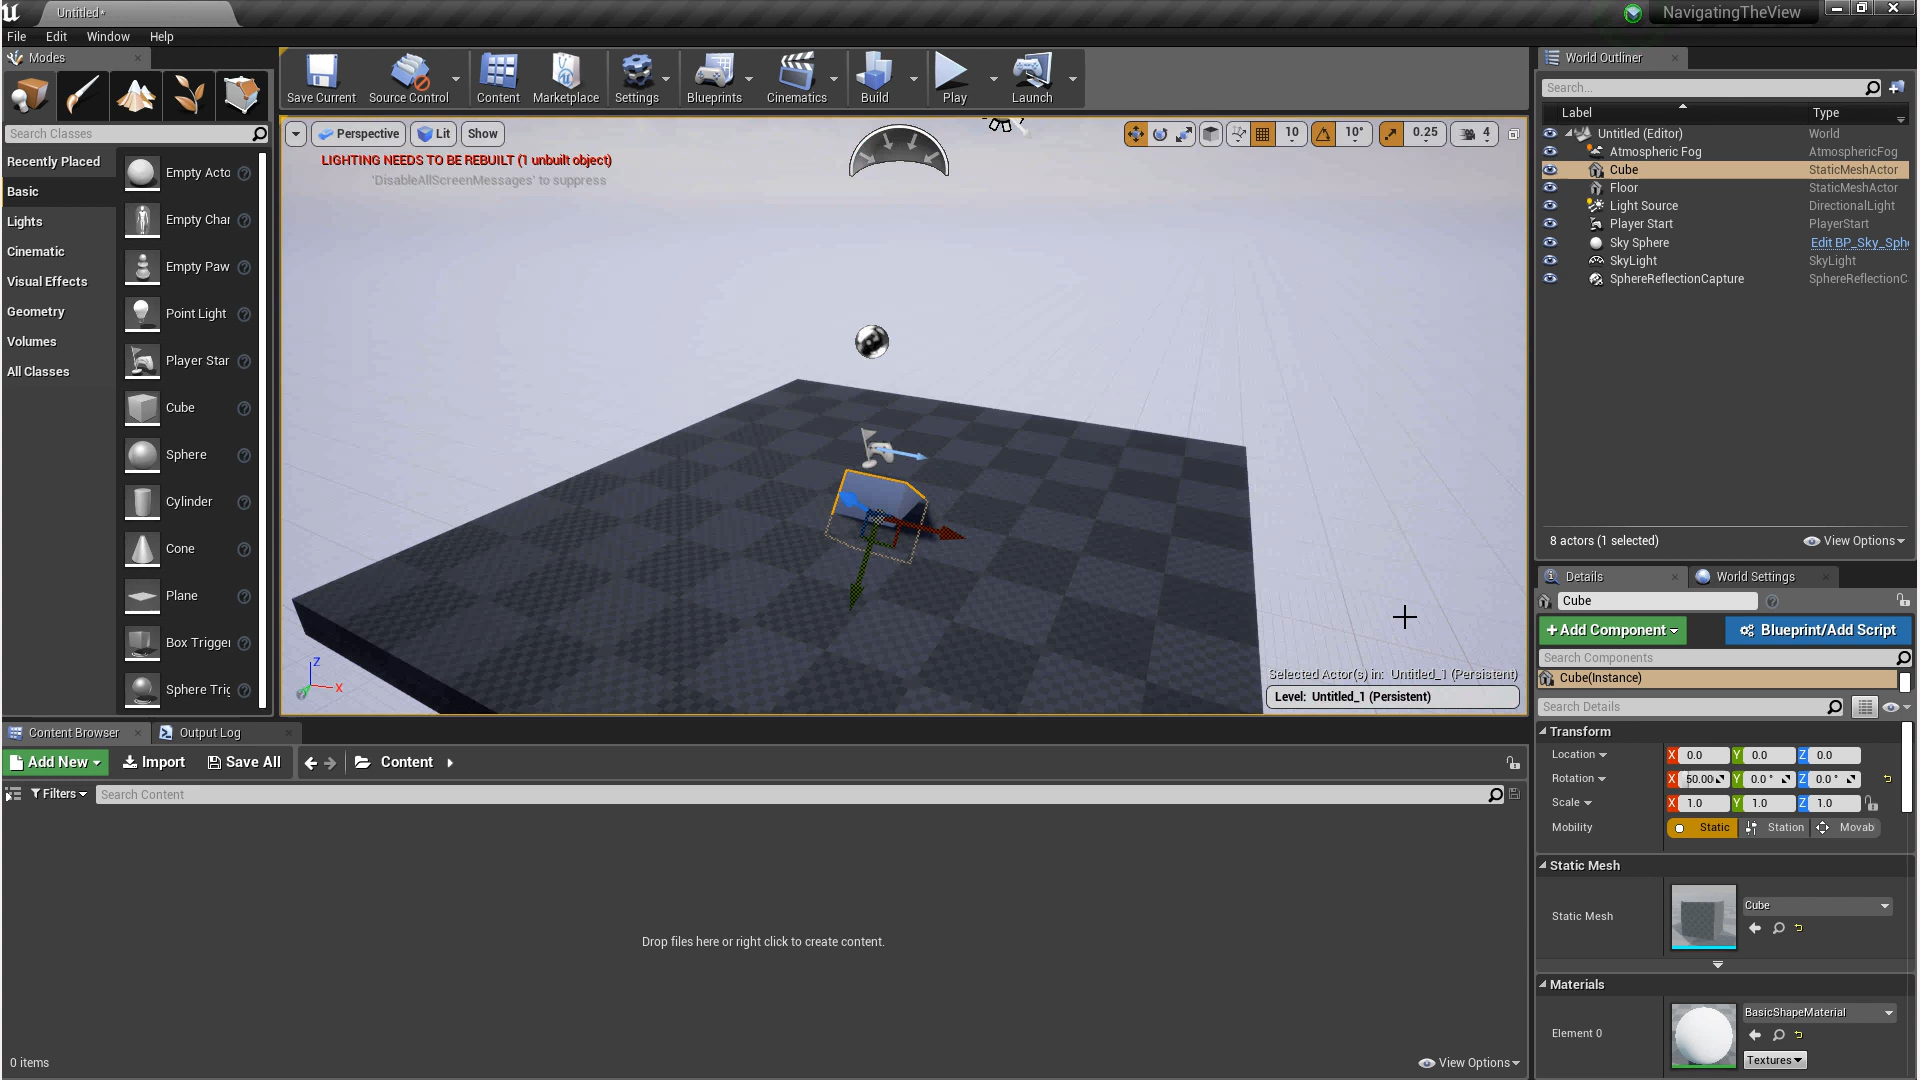 Untitled*
NavigatingTheView
File Edit Window Help
Modes
Save Current
Source Control
Content
Marketplace
Settings
Blueprints
Cinematics
Build
Play
Launch
Search Classes
Recently Placed
Basic
Lights
Cinematic
Visual Effects
Geometry
Volumes
All Classes
Empty Acto
Empty Char
Empty Paw
Point Light
Player Star
Cube
Sphere
Cylinder
Cone
Plane
Box Trigger
Sphere Trig
Perspective Lit Show
10 10° 0.25 4
LIGHTING NEEDS TO BE REBUILT (1 unbuilt object)
'DisableAllScreenMessages' to suppress
Z
X
Selected Actor(s) in: Untitled_1 (Persistent)
Level: Untitled_1 (Persistent)
World Outliner
Search...
Label Type
Untitled (Editor) World
Atmospheric Fog AtmosphericFog
Cube StaticMeshActor
Floor StaticMeshActor
Light Source DirectionalLight
Player Start PlayerStart
Sky Sphere Edit BP_Sky_Sph
SkyLight SkyLight
SphereReflectionCapture SphereReflectionC
8 actors (1 selected) View Options
Details World Settings
Cube
+Add Component Blueprint/Add Script
Search Components
Cube(Instance)
Search Details
Transform
Location X 0.0 Y 0.0 Z 0.0
Rotation X 50.00 Y 0.0 ° Z 0.0 °
Scale X 1.0 Y 1.0 Z 1.0
Mobility Static Station Movab
Static Mesh
Static Mesh Cube
Materials
Element 0 BasicShapeMaterial
Textures
Content Browser Output Log
Add New Import Save All Content
Filters Search Content
Drop files here or right click to create content.
0 items View Options